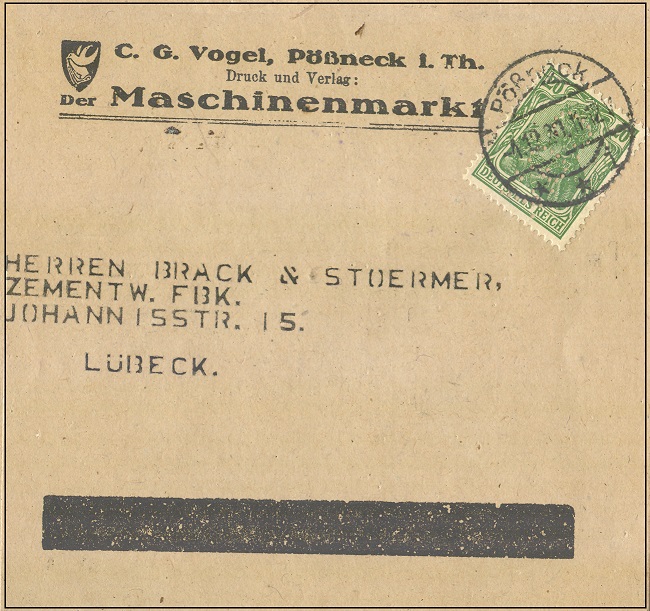 C. G. Vogel, Pößneck i. Th.
Druck und Verlag:
Der Maschinenmarkt
Pößneck
DEUTSCHES REICH
HERREN BRACK & STOERMER,
ZEMENTW. FBK.
JOHANNISSTR. 15.
LÜBECK.